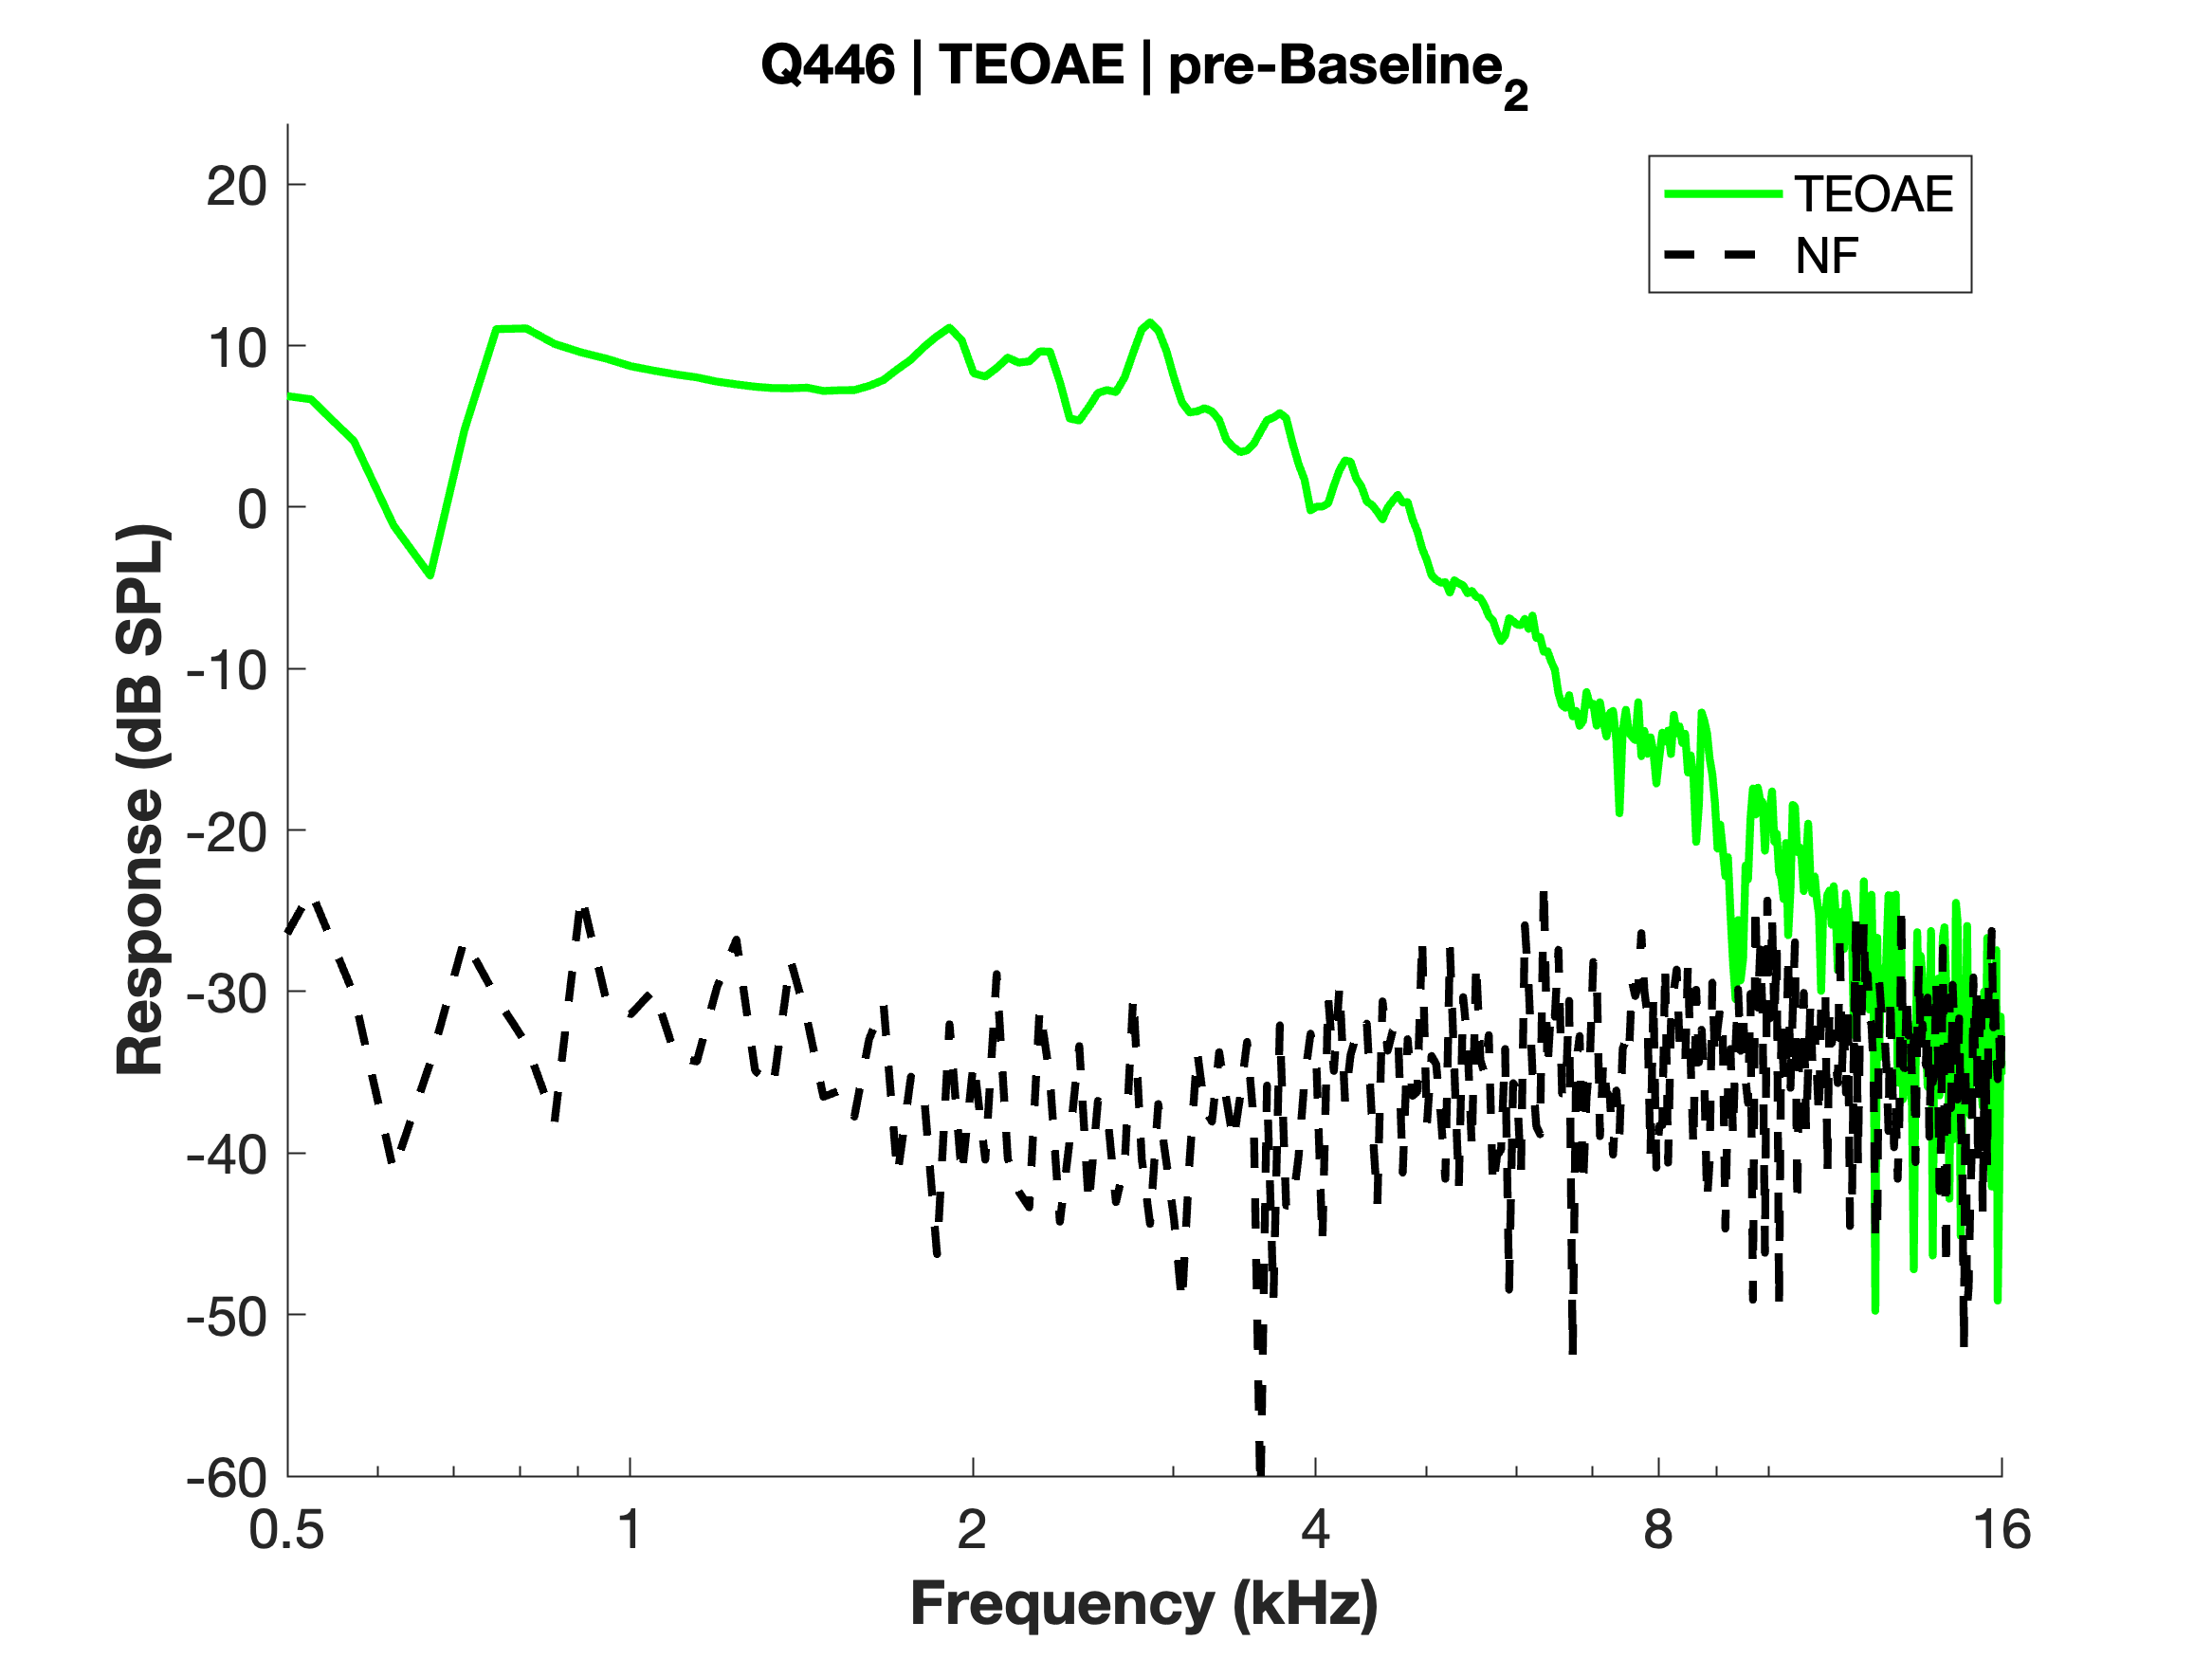 Q446 | TEOAE | pre-Baseline2
TEOAE
NF
Response (dB SPL)
20
10
0
-10
-20
-30
-40
-50
-60
0.5 1 2 4 8 16
Frequency (kHz)